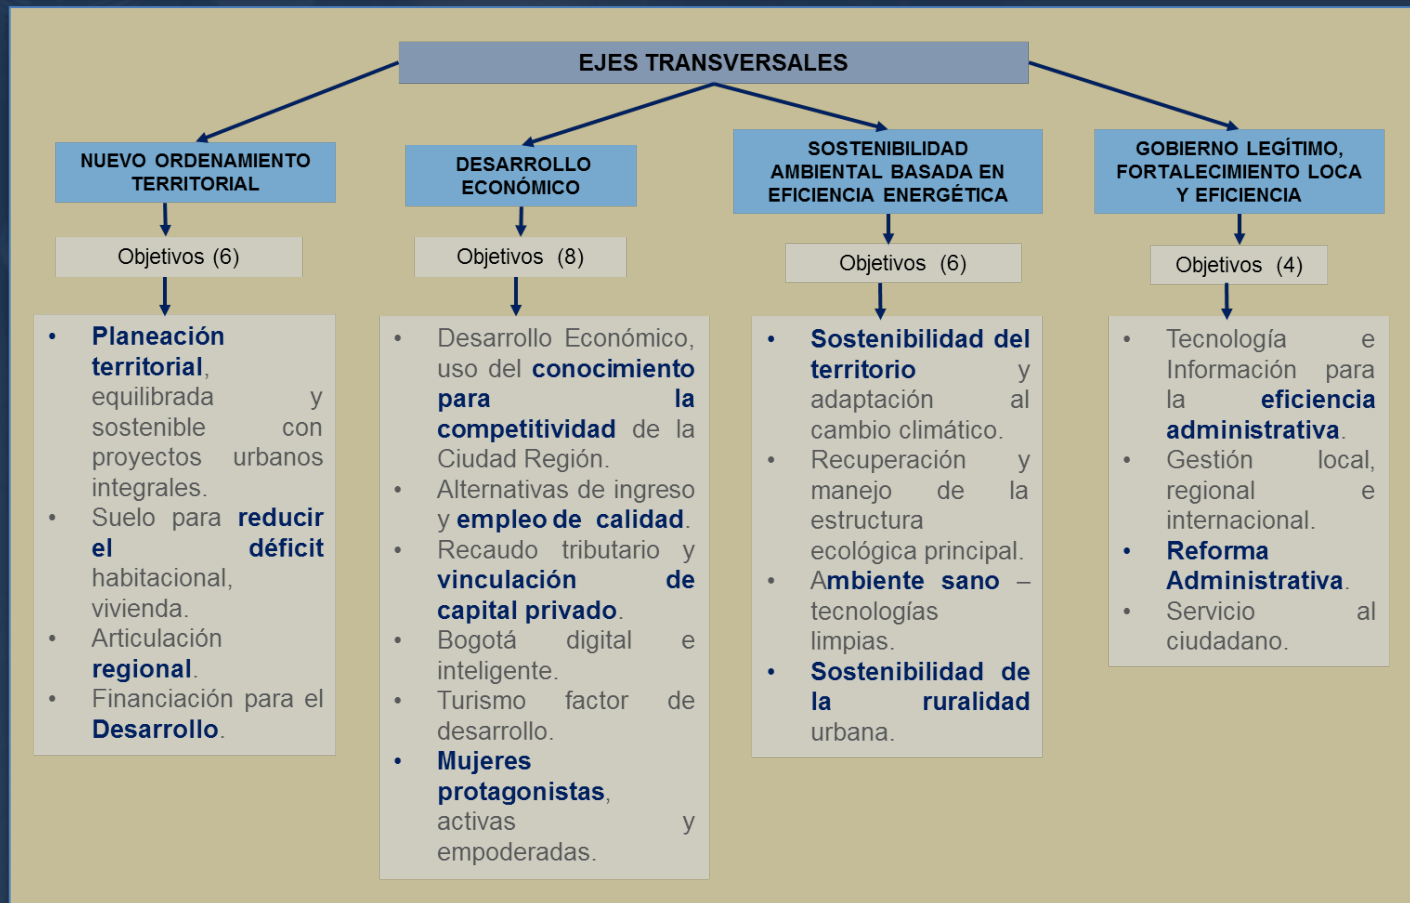 EJES TRANSVERSALES
NUEVO ORDENAMIENTO
TERRITORIAL
Objetivos (6)
• Planeación
territorial,
equilibrada y
sostenible con
proyectos urbanos
integrales.
• Suelo para reducir
el déficit
habitacional,
vivienda.
• Articulación
regional.
• Financiación para el
Desarrollo.
DESARROLLO
ECONÓMICO
Objetivos (8)
• Desarrollo Económico,
uso del conocimiento
para la
competitividad de la
Ciudad Región.
• Alternativas de ingreso
y empleo de calidad.
• Recaudo tributario y
vinculación de
capital privado.
• Bogotá digital e
inteligente.
• Turismo factor de
desarrollo.
• Mujeres
protagonistas,
activas y
empoderadas.
SOSTENIBILIDAD
AMBIENTAL BASADA EN
EFICIENCIA ENERGÉTICA
Objetivos (6)
• Sostenibilidad del
territorio y
adaptación al
cambio climático.
• Recuperación y
manejo de la
estructura
ecológica principal.
• Ambiente sano –
tecnologías
limpias.
• Sostenibilidad de
la ruralidad
urbana.
GOBIERNO LEGÍTIMO,
FORTALECIMIENTO LOCA
Y EFICIENCIA
Objetivos (4)
• Tecnología e
Información para
la eficiencia
administrativa.
• Gestión local,
regional e
internacional.
• Reforma
Administrativa.
• Servicio al
ciudadano.